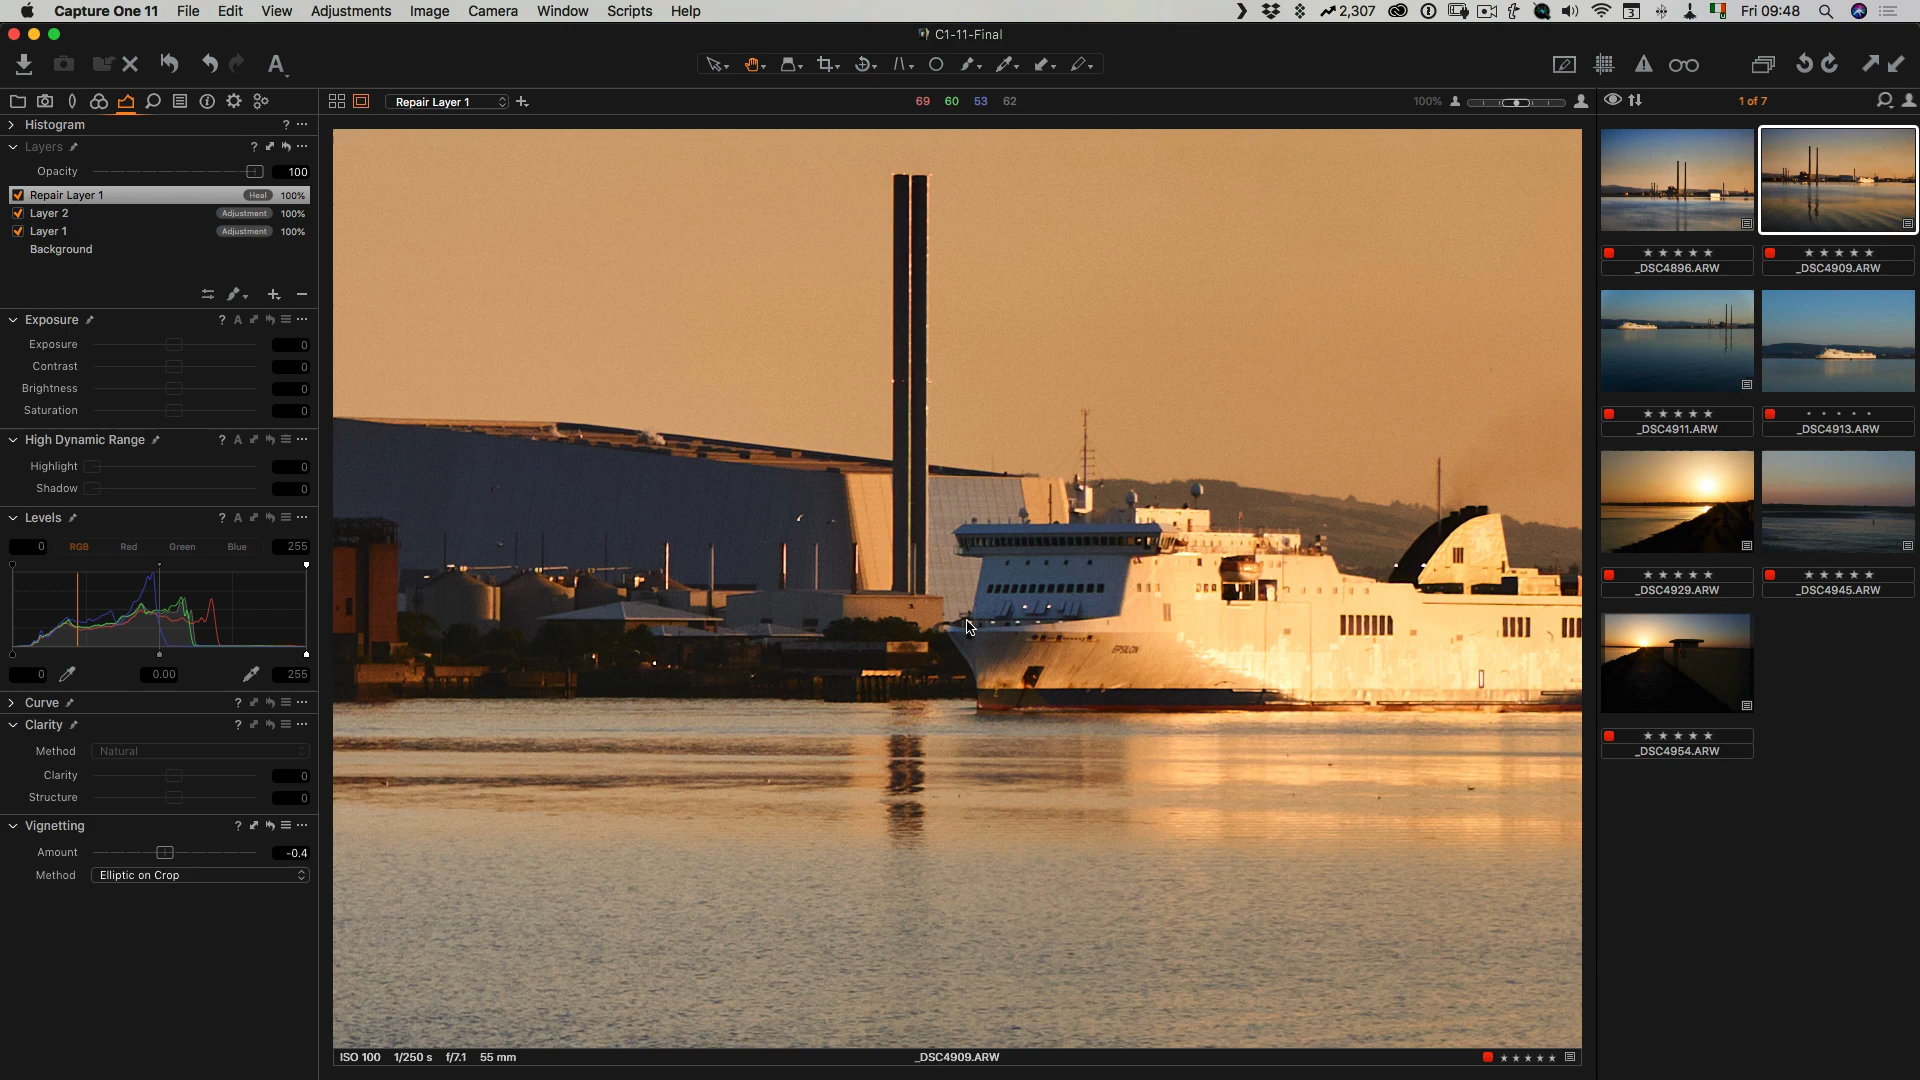 Capture One 11 File Edit View Adjustments Image Camera Window Scripts Help 2,307 3 Fri 09:48
C1-11-Final
A
Repair Layer 1 69 60 53 62 100% 1 of 7
Histogram ?
Layers ?
Opacity 100
Repair Layer 1 Heal 100%
Layer 2 Adjustment 100%
Layer 1 Adjustment 100%
Background
Exposure ? A
Exposure 0
Contrast 0
Brightness 0
Saturation 0
High Dynamic Range ? A
Highlight 0
Shadow 0
Levels ? A
0 RGB Red Green Blue 255
0 0.00 255
Curve ?
Clarity ?
Method Natural
Clarity 0
Structure 0
Vignetting ?
Amount -0.4
Method Elliptic on Crop
EPSILON
ISO 100 1/250 s f/7.1 55 mm _DSC4909.ARW
_DSC4896.ARW _DSC4909.ARW
_DSC4911.ARW _DSC4913.ARW
_DSC4929.ARW _DSC4945.ARW
_DSC4954.ARW